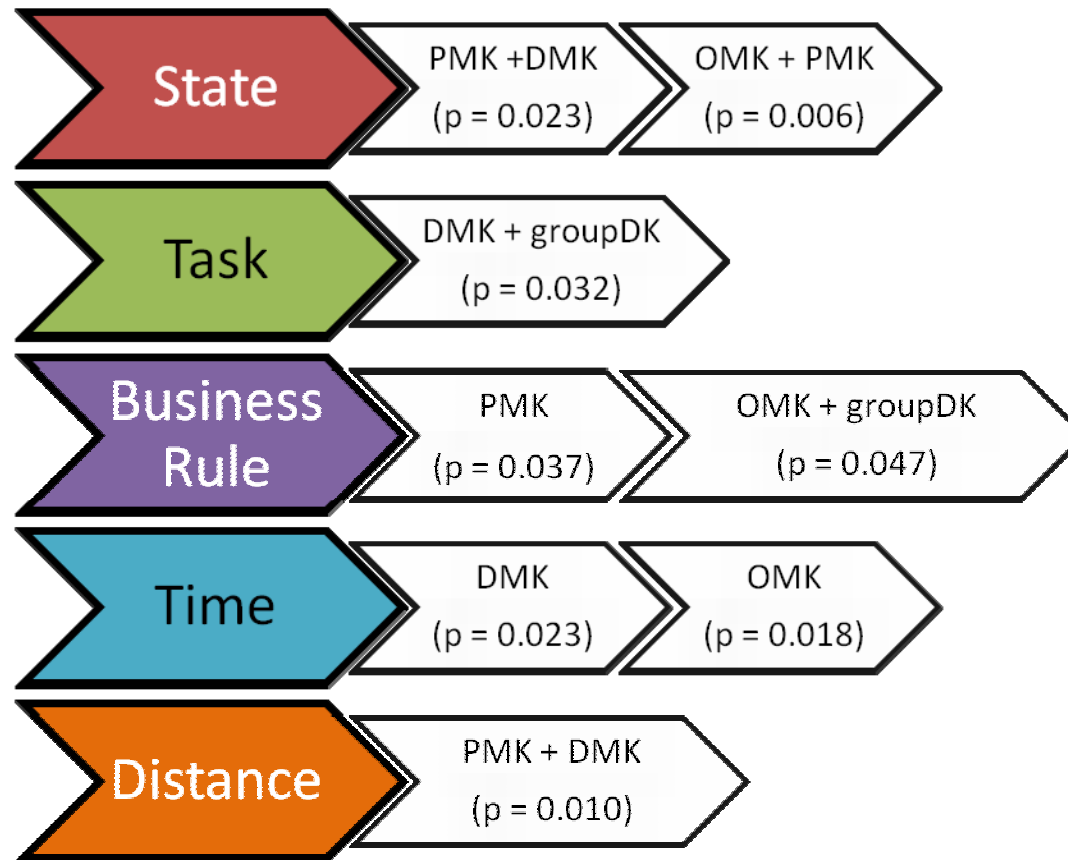 State
PMK +DMK
(p = 0.023)
OMK + PMK
(p = 0.006)
Task
DMK + groupDK
(p = 0.032)
Business
Rule
PMK
(p = 0.037)
OMK + groupDK
(p = 0.047)
Time
DMK
(p = 0.023)
OMK
(p = 0.018)
Distance
PMK + DMK
(p = 0.010)